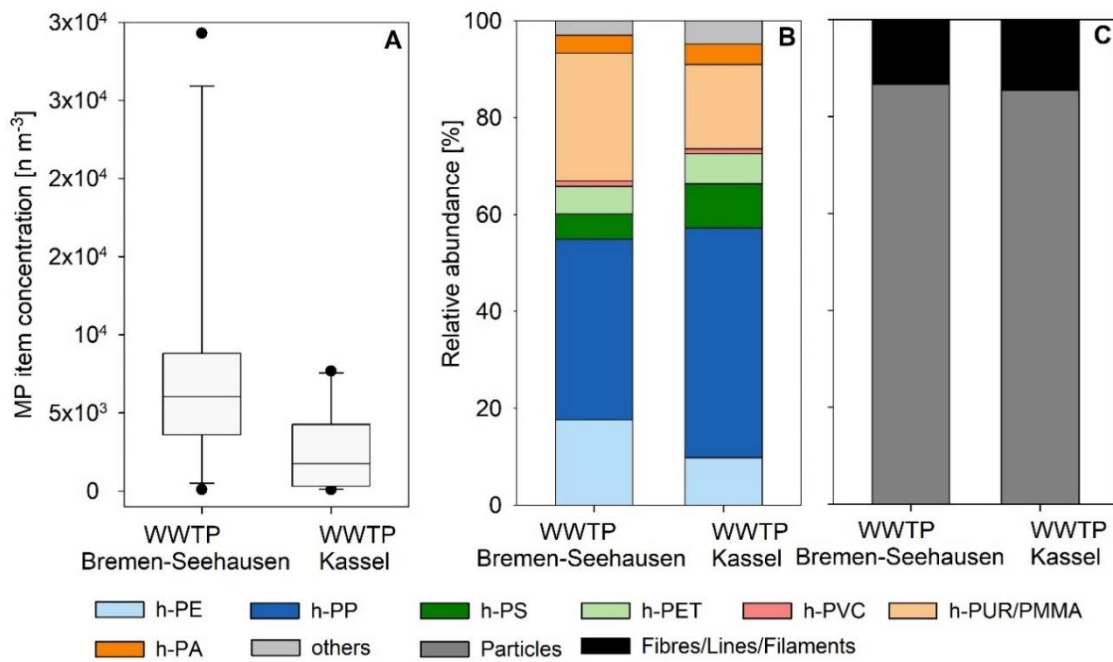 A
MP item concentration [n m⁻³]
3x10⁴
3x10⁴
2x10⁴
2x10⁴
10⁴
5x10³
0
WWTP
Bremen-Seehausen
WWTP
Kassel
B
Relative abundance [%]
100
80
60
40
20
0
WWTP
Bremen-Seehausen
WWTP
Kassel
C
WWTP
Bremen-Seehausen
WWTP
Kassel
h-PE h-PP h-PS h-PET h-PVC h-PUR/PMMA
h-PA others Particles Fibres/Lines/Filaments